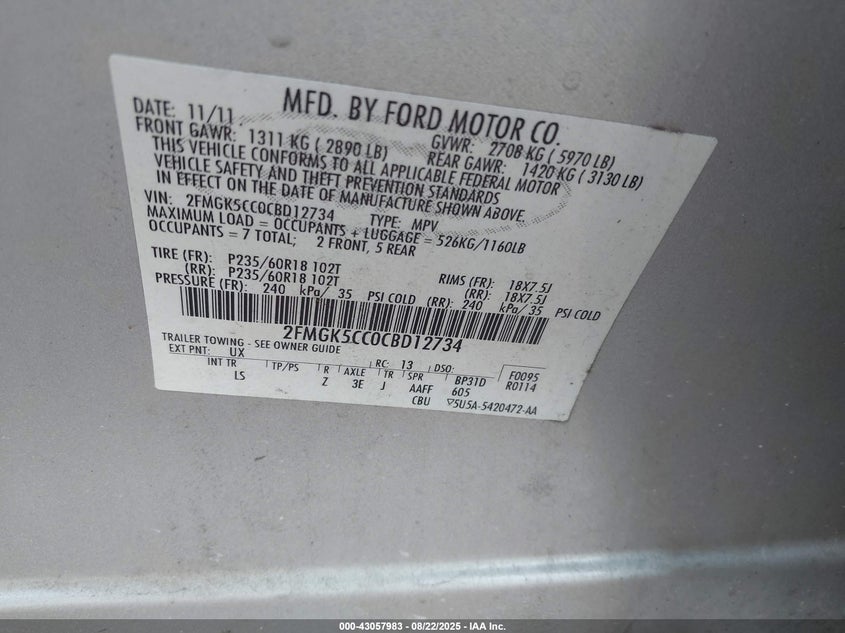 MFD. BY FORD MOTOR CO.
DATE: 11/11 GVWR: 2708 KG ( 5970 LB)
FRONT GAWR: 1311 KG ( 2890 LB) REAR GAWR: 1420 KG ( 3130 LB)
THIS VEHICLE CONFORMS TO ALL APPLICABLE FEDERAL MOTOR
VEHICLE SAFETY AND THEFT PREVENTION STANDARDS
IN EFFECT ON THE DATE OF MANUFACTURE SHOWN ABOVE.
VIN: 2FMGK5CC0CBD12734 TYPE: MPV
MAXIMUM LOAD = OCCUPANTS + LUGGAGE = 526KG/1160LB
OCCUPANTS = 7 TOTAL; 2 FRONT, 5 REAR
TIRE (FR): P235/60R18 102T RIMS (FR): 18X7.5J
(RR): P235/60R18 102T (RR): 18X7.5J
PRESSURE (FR): 240 kPa/ 35 PSI COLD (RR): 240 kPa/ 35 PSI COLD
2FMGK5CC0CBD12734
TRAILER TOWING - SEE OWNER GUIDE
EXT PNT: UX RC: 13 DSO: F0095
INT TR TP/PS R AXLE TR SPR BP31D R0114
LS Z 3E J AAFF 605
CBU ▽5U5A-5420472-AA
000-43057983 - 08/22/2025 - IAA Inc.